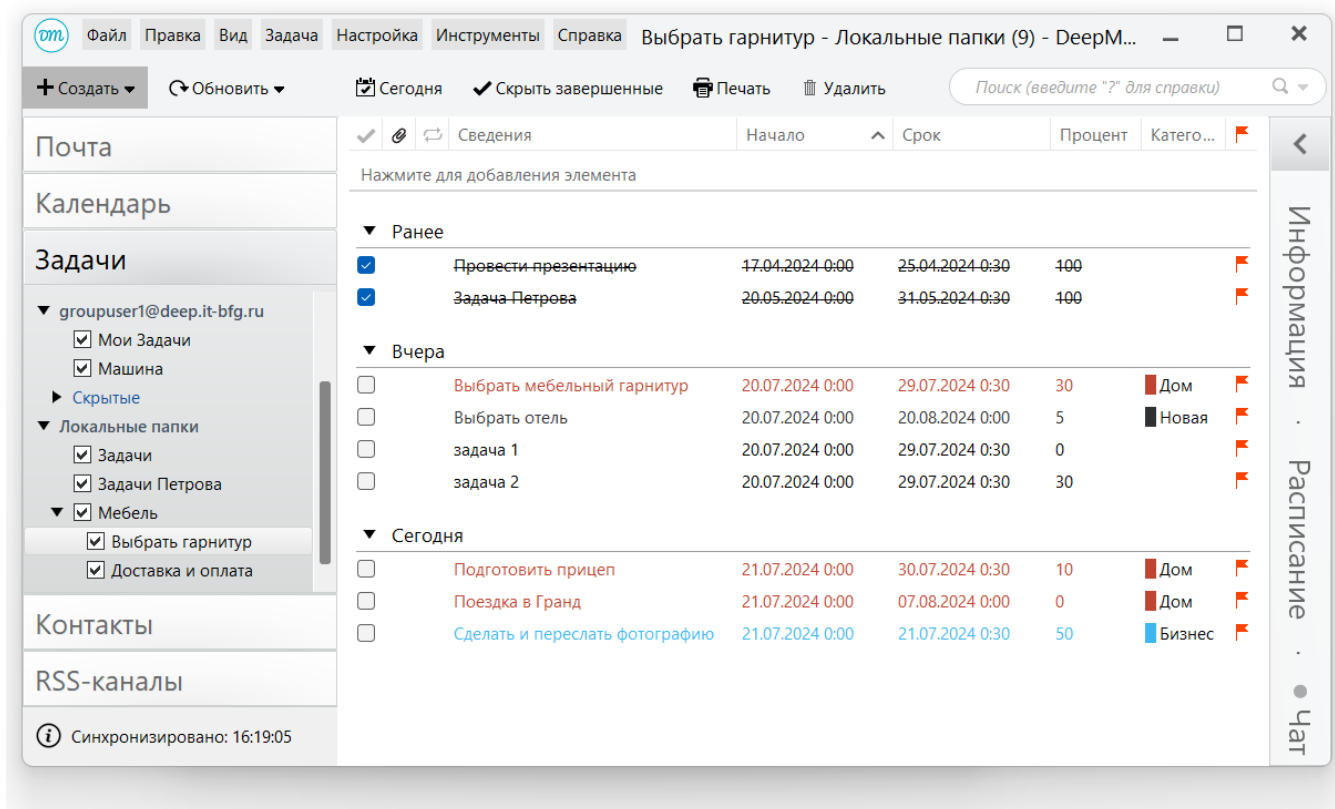 DM Файл Правка Вид Задача Настройка Инструменты Справка Выбрать гарнитур - Локальные папки (9) - DeepM...
Создать Обновить Сегодня Скрыть завершенные Печать Удалить Поиск (введите "?" для справки)
Почта
Календарь
Задачи
groupuser1@deep.it-bfg.ru
Мои Задачи
Машина
Скрытые
Локальные папки
Задачи
Задачи Петрова
Мебель
Выбрать гарнитур
Доставка и оплата
Контакты
RSS-каналы
Синхронизировано: 16:19:05
Сведения Начало Срок Процент Катего...
Нажмите для добавления элемента
Ранее
Провести презентацию 17.04.2024 0:00 25.04.2024 0:30 100
Задача Петрова 20.05.2024 0:00 31.05.2024 0:30 100
Вчера
Выбрать мебельный гарнитур 20.07.2024 0:00 29.07.2024 0:30 30 Дом
Выбрать отель 20.07.2024 0:00 20.08.2024 0:00 5 Новая
задача 1 20.07.2024 0:00 29.07.2024 0:30 0
задача 2 20.07.2024 0:00 29.07.2024 0:30 30
Сегодня
Подготовить прицеп 21.07.2024 0:00 30.07.2024 0:30 10 Дом
Поездка в Гранд 21.07.2024 0:00 07.08.2024 0:00 0 Дом
Сделать и переслать фотографию 21.07.2024 0:00 21.07.2024 0:30 50 Бизнес
Информация · Расписание · Чат